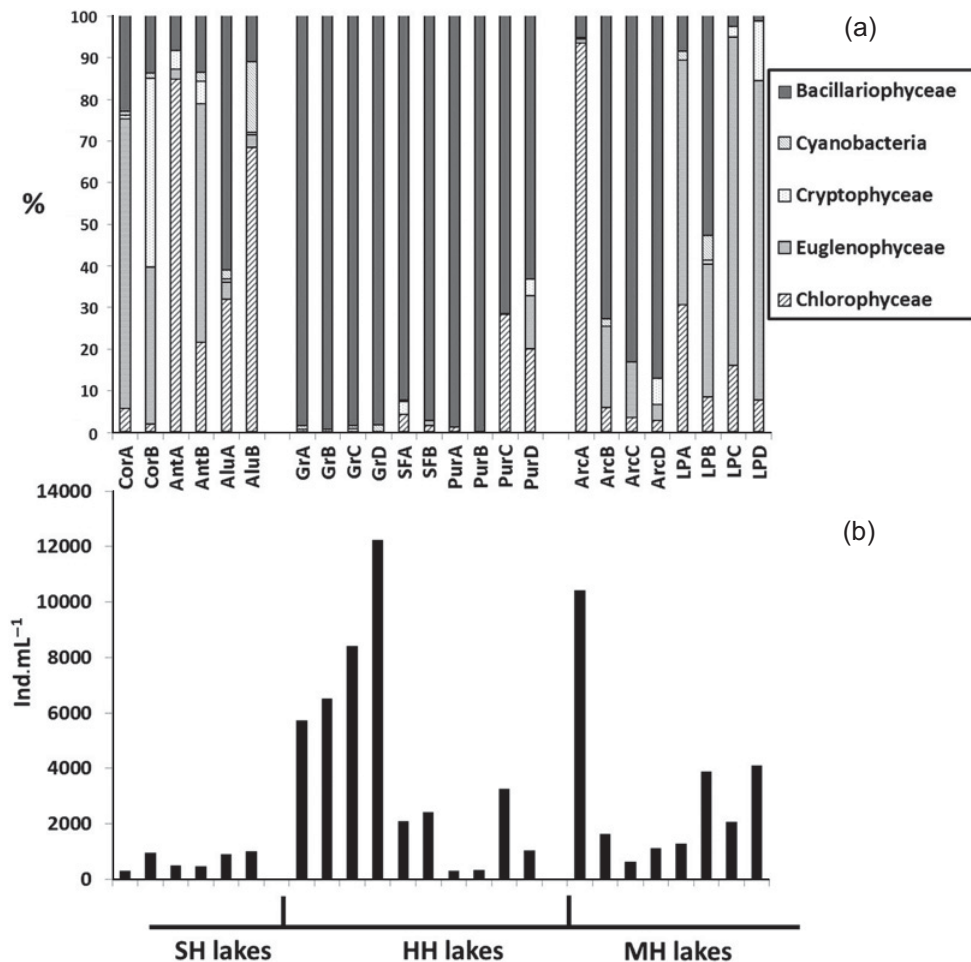 (a)
100
90
80
70
60
50
40
30
20
10
0
%
Bacillariophyceae
Cyanobacteria
Cryptophyceae
Euglenophyceae
Chlorophyceae
CorA CorB AntA AntB AluA AluB GrA GrB GrC GrD SFA SFB PurA PurB PurC PurD ArcA ArcB ArcC ArcD LPA LPB LPC LPD
(b)
14000
12000
10000
8000
6000
4000
2000
0
Ind.mL⁻¹
SH lakes HH lakes MH lakes